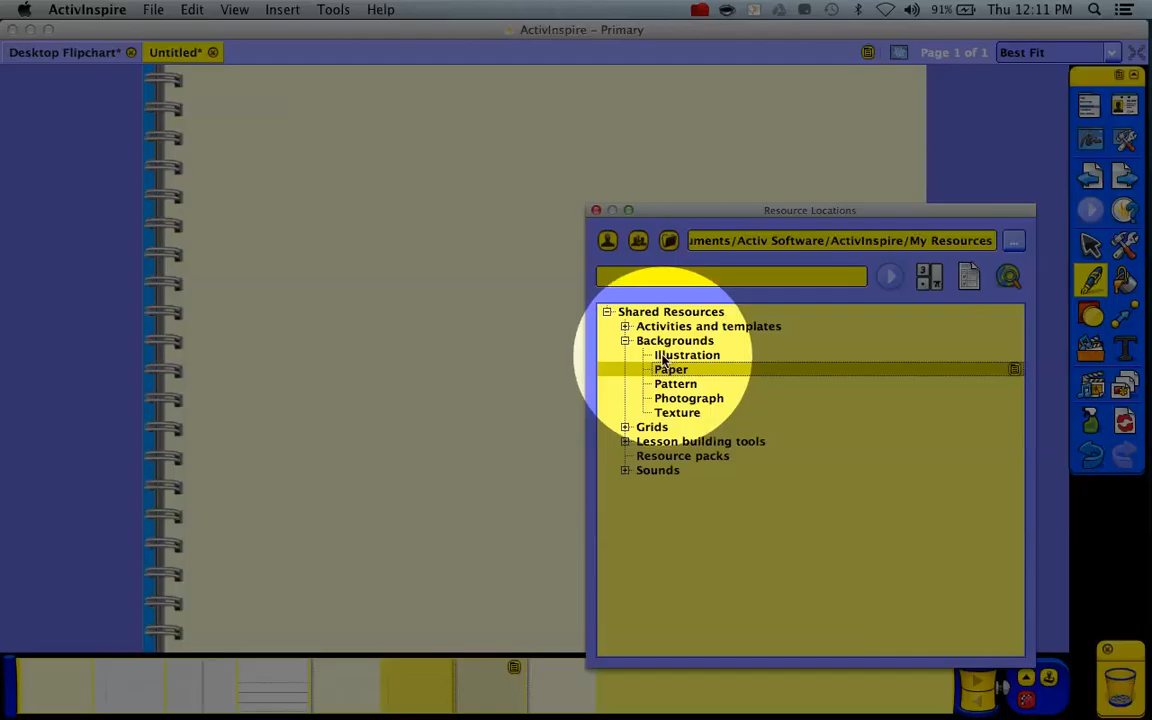 ActivInspire File Edit View Insert Tools Help 91% Thu 12:11 PM
ActivInspire – Primary
Desktop Flipchart* Untitled* Page 1 of 1 Best Fit
Resource Locations
uments/Activ Software/ActivInspire/My Resources ...
Shared Resources
Activities and templates
Backgrounds
Illustration
Paper
Pattern
Photograph
Texture
Grids
Lesson building tools
Resource packs
Sounds